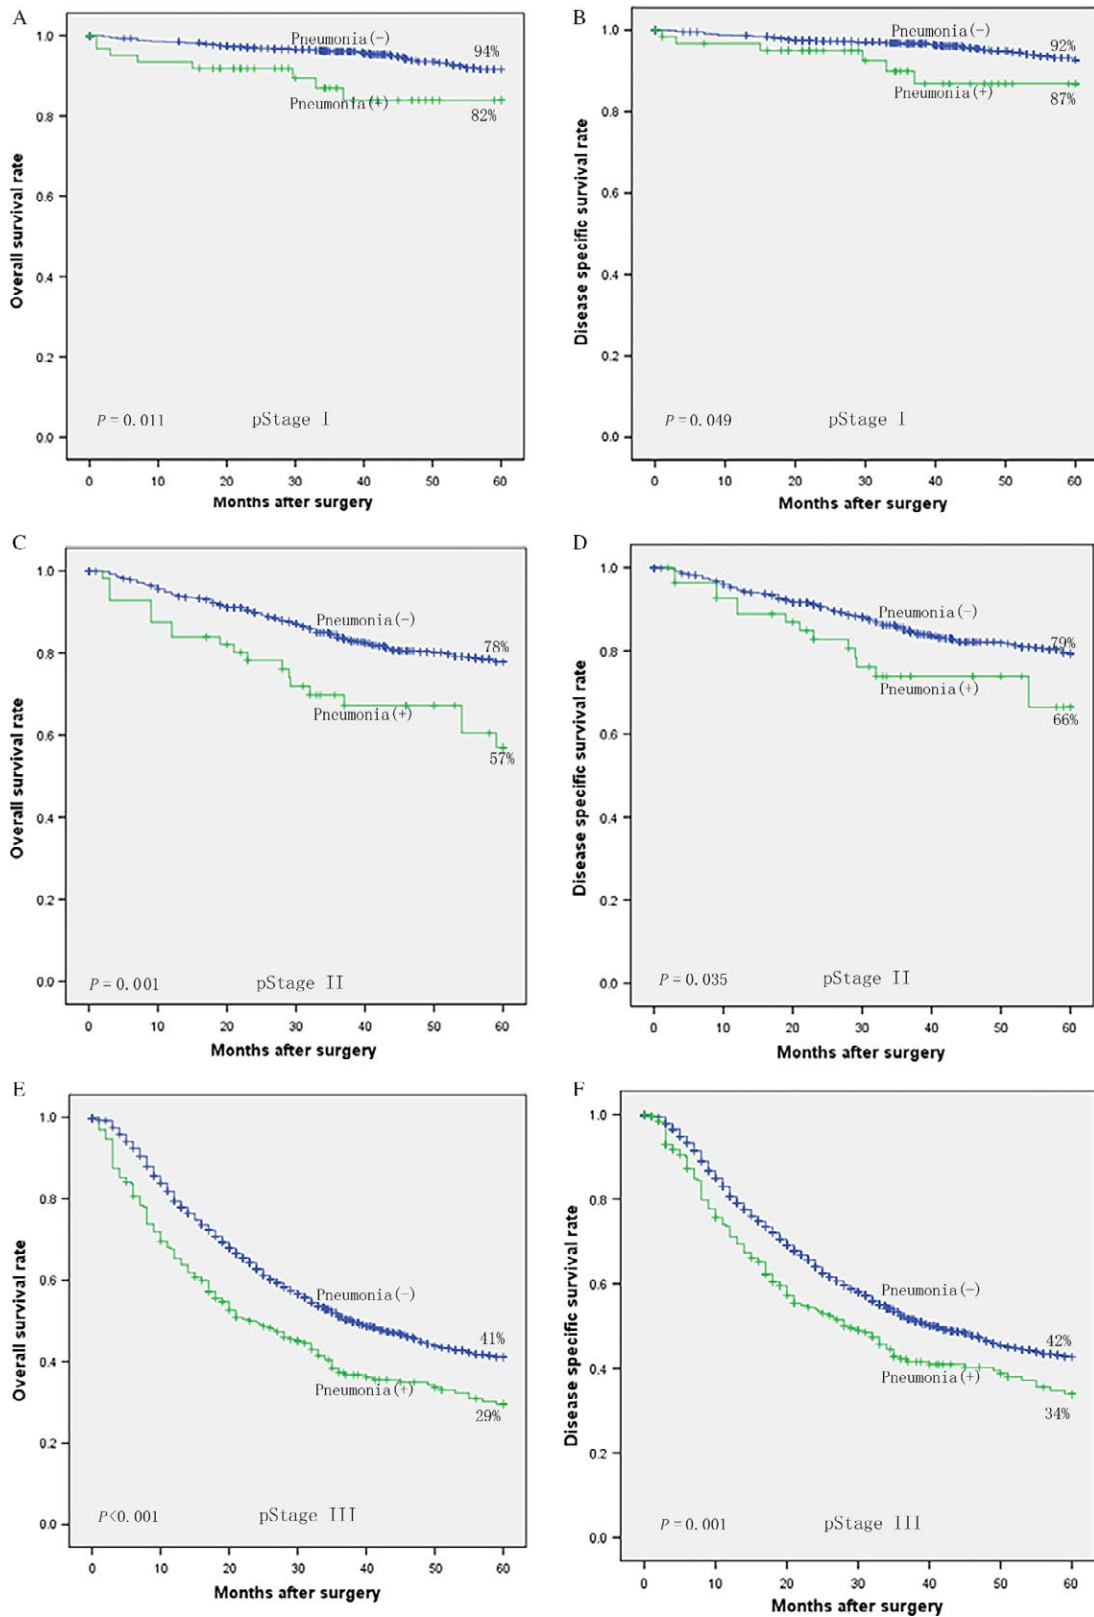 A
Overall survival rate
1.0
0.8
0.6
0.4
0.2
0.0
Pneumonia(-)
94%
Pneumonia(+)
82%
P=0.011 pStage I
0 10 20 30 40 50 60
Months after surgery
B
Disease specific survival rate
1.0
0.8
0.6
0.4
0.2
0.0
Pneumonia(-)
92%
Pneumonia(+)
87%
P=0.049 pStage I
0 10 20 30 40 50 60
Months after surgery
C
Overall survival rate
1.0
0.8
0.6
0.4
0.2
0.0
Pneumonia(-)
78%
Pneumonia(+)
57%
P=0.001 pStage II
0 10 20 30 40 50 60
Months after surgery
D
Disease specific survival rate
1.0
0.8
0.6
0.4
0.2
0.0
Pneumonia(-)
79%
Pneumonia(+)
66%
P=0.035 pStage II
0 10 20 30 40 50 60
Months after surgery
E
Overall survival rate
1.0
0.8
0.6
0.4
0.2
0.0
Pneumonia(-)
41%
Pneumonia(+)
29%
P<0.001 pStage III
0 10 20 30 40 50 60
Months after surgery
F
Disease specific survival rate
1.0
0.8
0.6
0.4
0.2
0.0
Pneumonia(-)
42%
Pneumonia(+)
34%
P=0.001 pStage III
0 10 20 30 40 50 60
Months after surgery